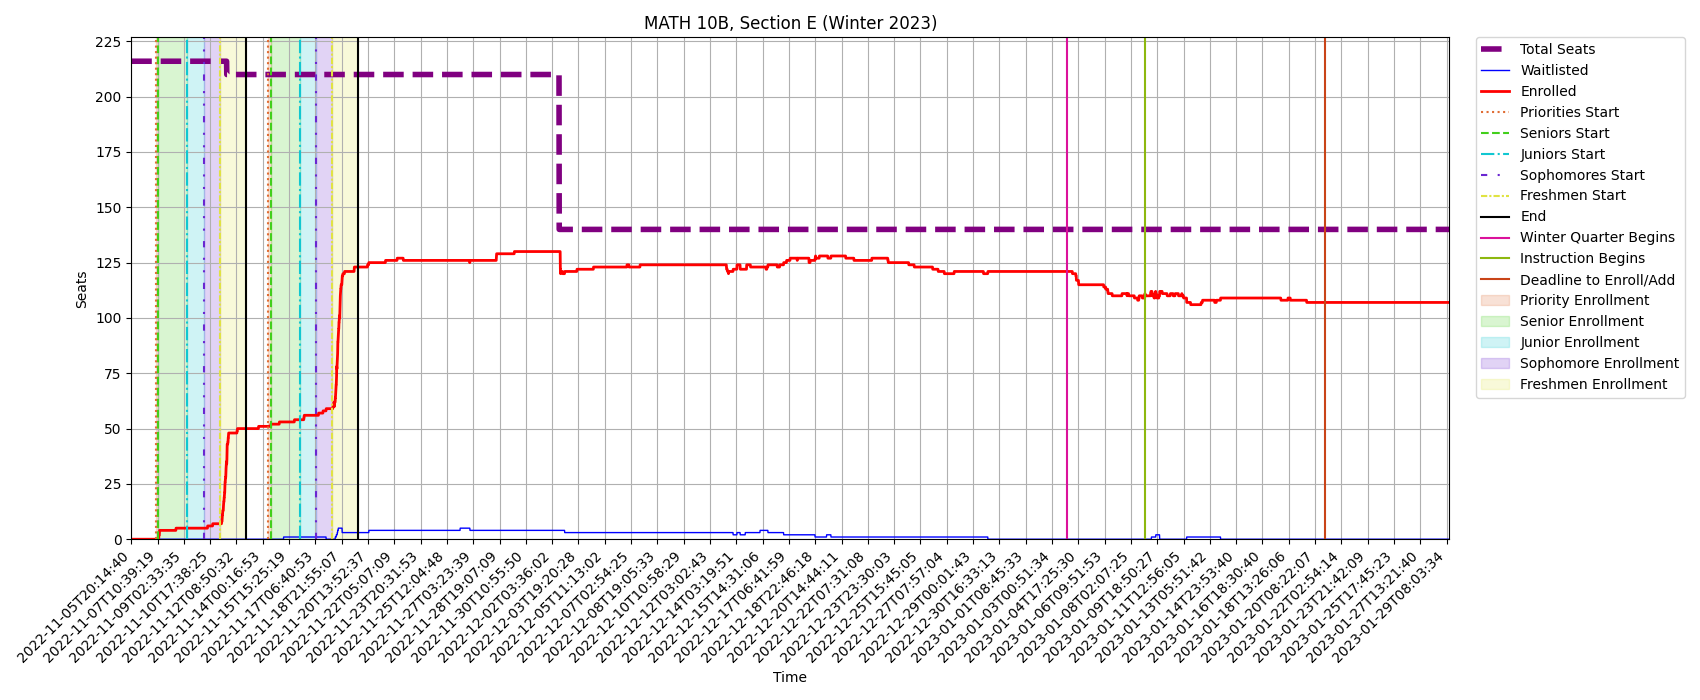 MATH 10B, Section E (Winter 2023)
Seats
225
200
175
150
125
100
75
50
25
0
2022-11-05T20:14:40
2022-11-07T10:39:19
2022-11-09T02:33:35
2022-11-10T17:38:25
2022-11-12T08:50:32
2022-11-14T00:16:53
2022-11-15T15:25:19
2022-11-17T06:40:53
2022-11-18T21:55:07
2022-11-20T13:52:37
2022-11-22T05:07:09
2022-11-23T20:31:53
2022-11-25T12:04:48
2022-11-28T19:07:09
2022-11-30T10:55:50
2022-12-02T03:36:02
2022-12-03T19:20:28
2022-12-05T11:13:02
2022-12-07T02:54:25
2022-12-08T19:05:33
2022-12-10T10:58:29
2022-12-12T03:02:43
2022-12-14T03:19:51
2022-12-15T14:31:06
2022-12-17T06:41:59
2022-12-18T22:46:18
2022-12-20T14:44:11
2022-12-22T07:31:08
2022-12-23T23:30:03
2022-12-25T15:45:05
2022-12-27T07:57:04
2022-12-29T00:01:43
2022-12-30T16:33:13
2023-01-01T08:45:33
2023-01-03T00:51:34
2023-01-04T17:25:30
2023-01-06T09:51:53
2023-01-08T02:07:25
2023-01-09T18:50:27
2023-01-11T12:56:05
2023-01-13T05:51:42
2023-01-14T23:53:40
2023-01-16T18:30:40
2023-01-18T13:26:06
2023-01-20T08:22:07
2023-01-22T02:54:14
2023-01-23T21:42:09
2023-01-25T17:45:23
2023-01-27T13:21:40
2023-01-29T08:03:34
Time
Total Seats
Waitlisted
Enrolled
Priorities Start
Seniors Start
Juniors Start
Sophomores Start
Freshmen Start
End
Winter Quarter Begins
Instruction Begins
Deadline to Enroll/Add
Priority Enrollment
Senior Enrollment
Junior Enrollment
Sophomore Enrollment
Freshmen Enrollment